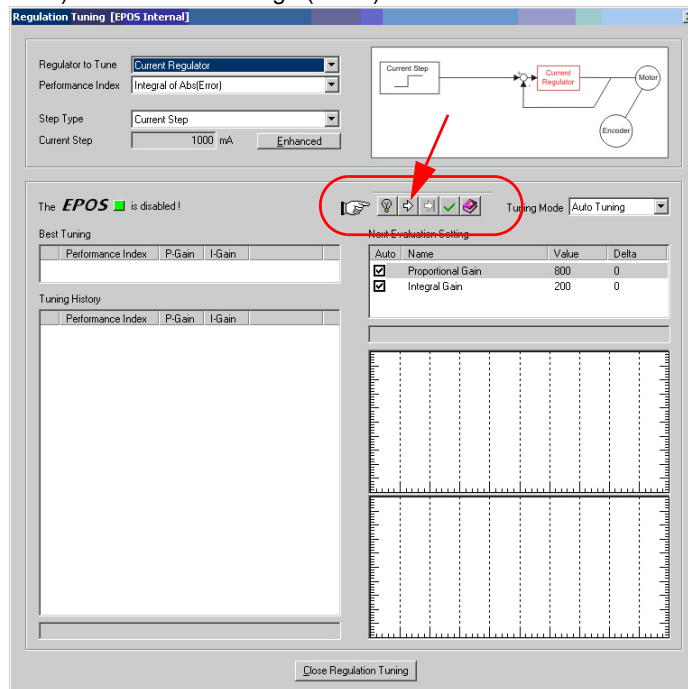 Regulation Tuning [EPOS Internal]
Regulator to Tune Current Regulator
Performance Index Integral of Abs(Error)
Step Type Current Step
Current Step 1000 mA Enhanced
Current Step
Current
Regulator
Motor
Encoder
The EPOS is disabled !
Tuning Mode Auto Tuning
Best Tuning
Performance Index P-Gain I-Gain
Tuning History
Performance Index P-Gain I-Gain
Next Evaluation Setting
Auto Name Value Delta
Proportional Gain 800 0
Integral Gain 200 0
Close Regulation Tuning